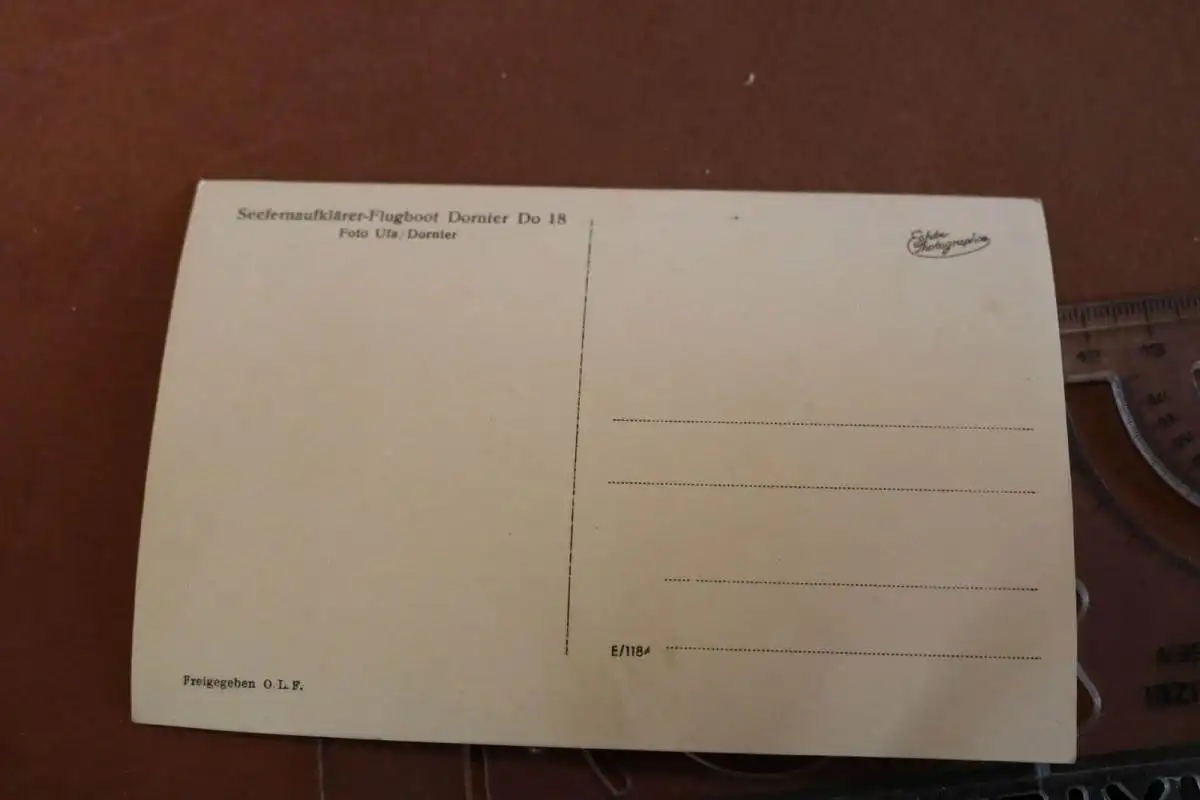 Seefernaufklärer-Flugboot Dornier Do 18
Foto Ufa/Dornier
Echte
Photographie
E/118
Freigegeben O. L. F.